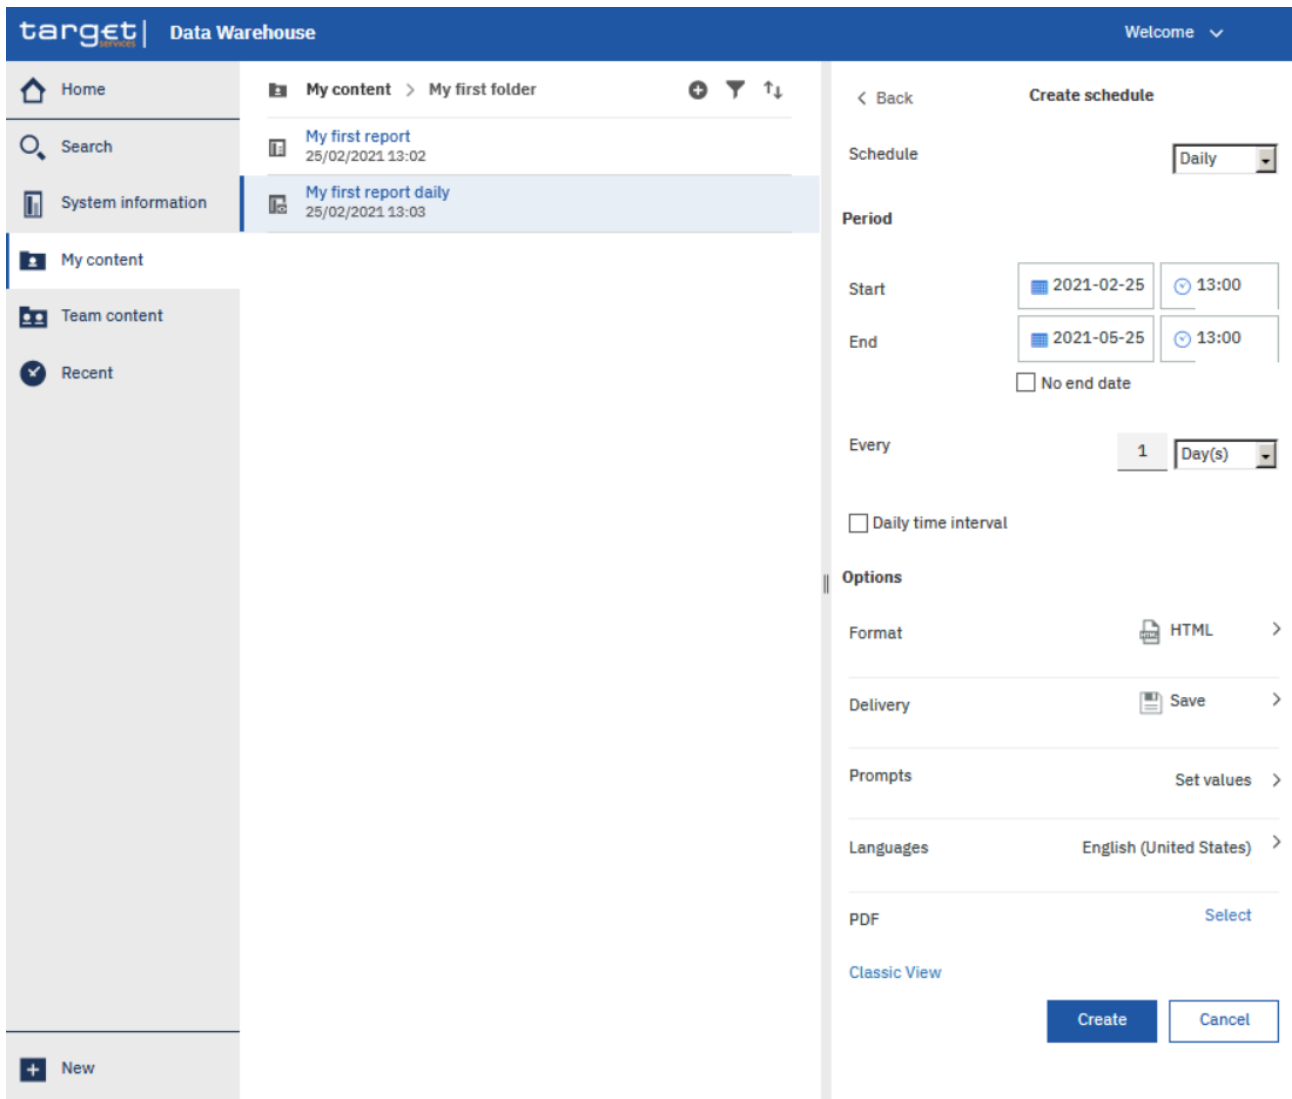 target| Data Warehouse Welcome
services
Home
Search
System information
My content
Team content
Recent
New
My content > My first folder
My first report
25/02/2021 13:02
My first report daily
25/02/2021 13:03
< Back Create schedule
Schedule Daily
Period
Start 2021-02-25 13:00
End 2021-05-25 13:00
No end date
Every 1 Day(s)
Daily time interval
Options
Format HTML >
Delivery Save >
Prompts Set values >
Languages English (United States) >
PDF Select
Classic View
Create Cancel